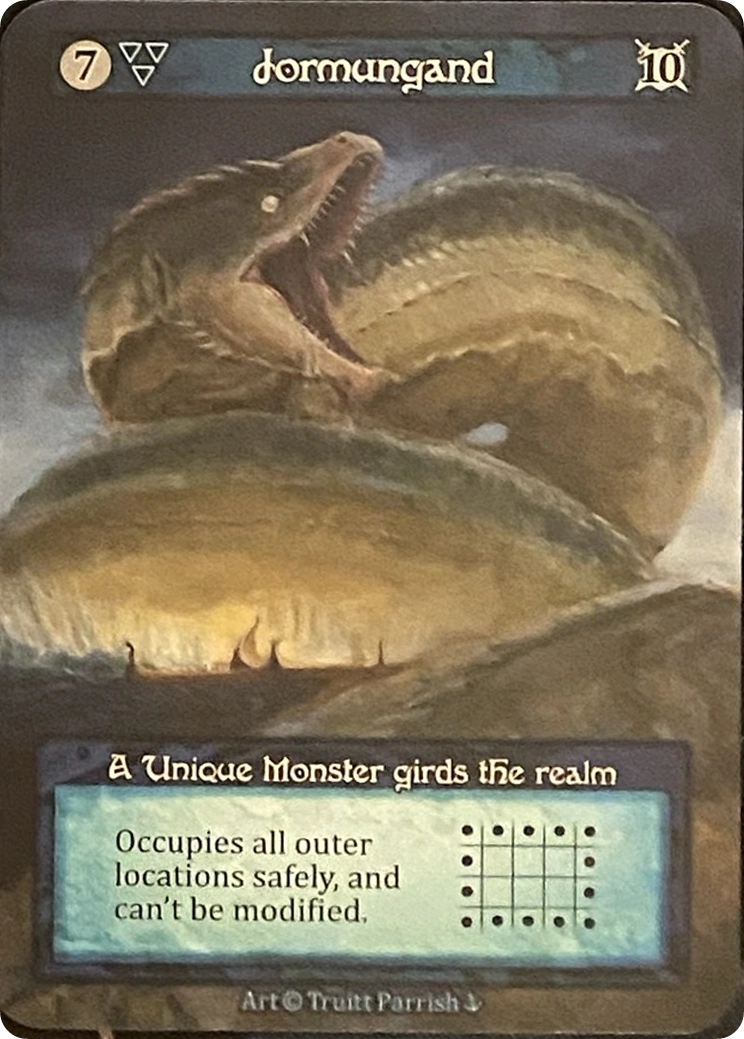 7 Jormungand 10
A Unique Monster girds the realm
Occupies all outer
locations safely, and
can't be modified.
Art © Truitt Parrish